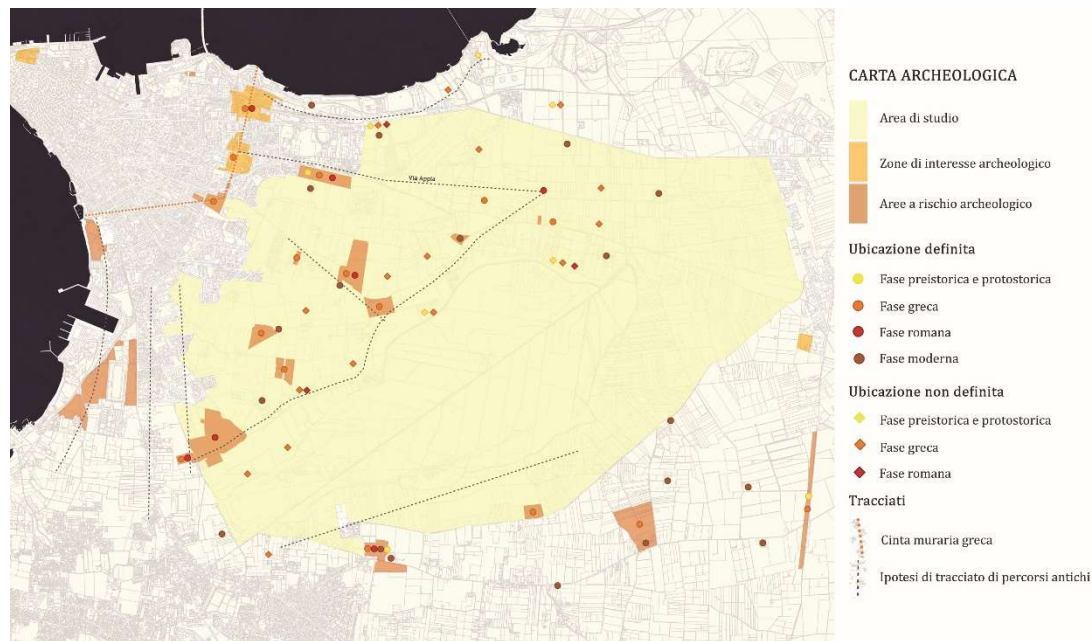 Via Appia
CARTA ARCHEOLOGICA
Area di studio
Zone di interesse archeologico
Aree a rischio archeologico
Ubicazione definita
Fase preistorica e protostorica
Fase greca
Fase romana
Fase moderna
Ubicazione non definita
Fase preistorica e protostorica
Fase greca
Fase romana
Tracciati
Cinta muraria greca
Ipotesi di tracciato di percorsi antichi